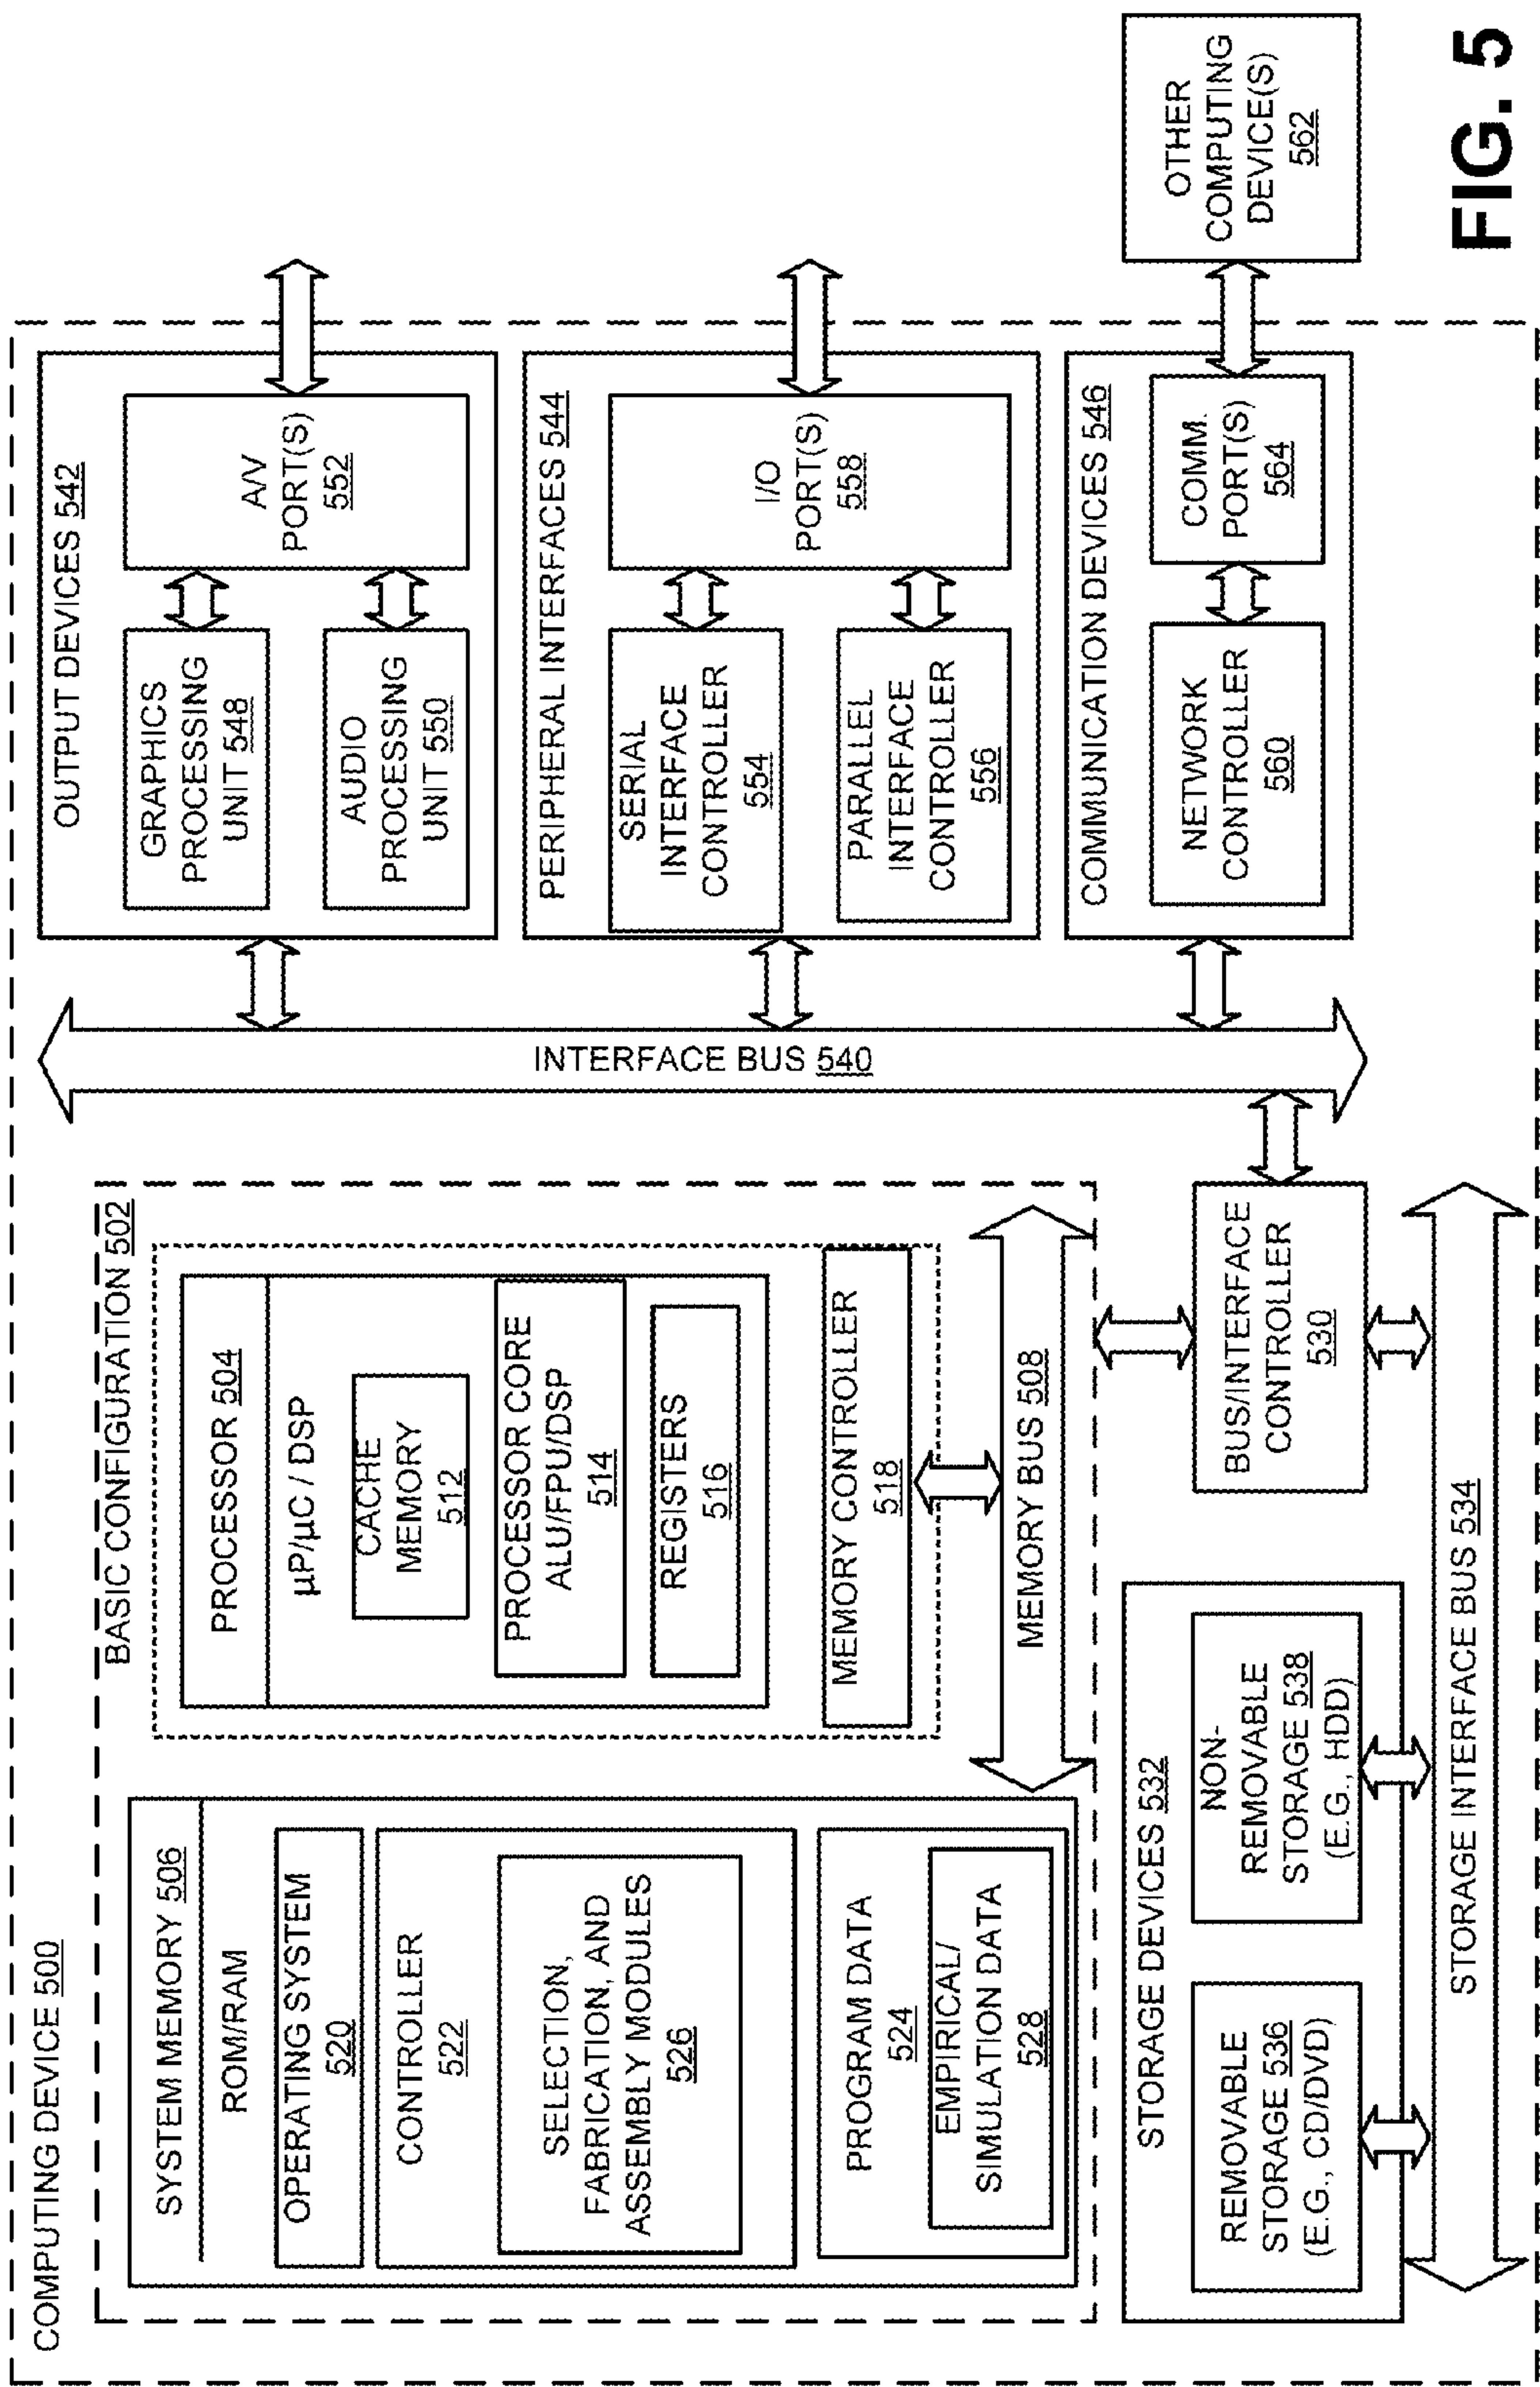 COMPUTING DEVICE 500
BASIC CONFIGURATION 502
SYSTEM MEMORY 506
ROM/RAM
OPERATING SYSTEM
520
CONTROLLER
522
SELECTION,
FABRICATION, AND
ASSEMBLY MODULES
526
PROGRAM DATA
524
EMPIRICAL/
SIMULATION DATA
528
PROCESSOR 504
µP/µC / DSP
CACHE
MEMORY
512
PROCESSOR CORE
ALU/FPU/DSP
514
REGISTERS
516
MEMORY CONTROLLER
518
MEMORY BUS 508
BUS/INTERFACE
CONTROLLER
530
STORAGE DEVICES 532
REMOVABLE
STORAGE 536
(E.G., CD/DVD)
NON-
REMOVABLE
STORAGE 538
(E.G., HDD)
STORAGE INTERFACE BUS 534
INTERFACE BUS 540
OUTPUT DEVICES 542
GRAPHICS
PROCESSING
UNIT 548
AUDIO
PROCESSING
UNIT 550
A/V
PORT(S)
552
PERIPHERAL INTERFACES 544
SERIAL
INTERFACE
CONTROLLER
554
PARALLEL
INTERFACE
CONTROLLER
556
I/O
PORT(S)
558
COMMUNICATION DEVICES 546
NETWORK
CONTROLLER
560
COMM.
PORT(S)
564
OTHER
COMPUTING
DEVICE(S)
562
FIG. 5